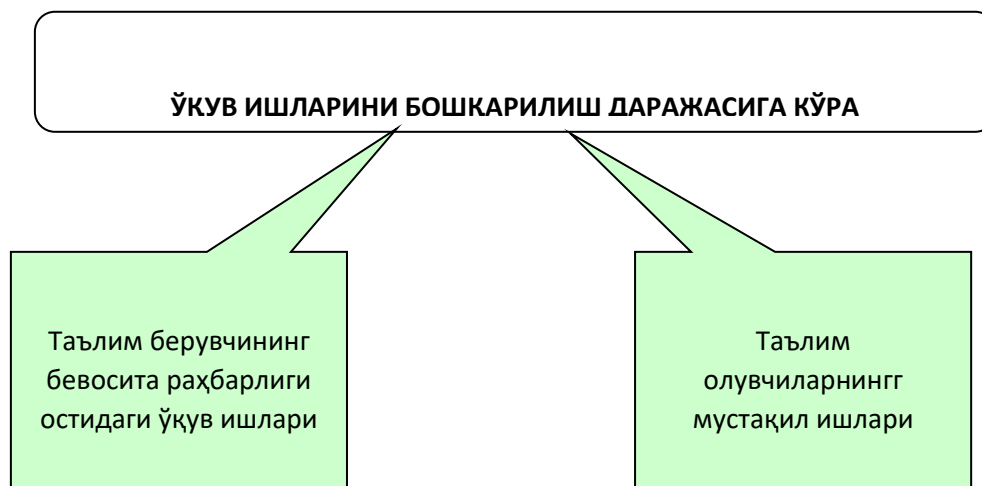 ЎҚУВ ИШЛАРИНИ БОШҚАРИЛИШ ДАРАЖАСИГА КЎРА
Таълим берувчининг
бевосита раҳбарлиги
остидаги ўқув ишлари
Таълим
олувчиларнингг
мустақил ишлари